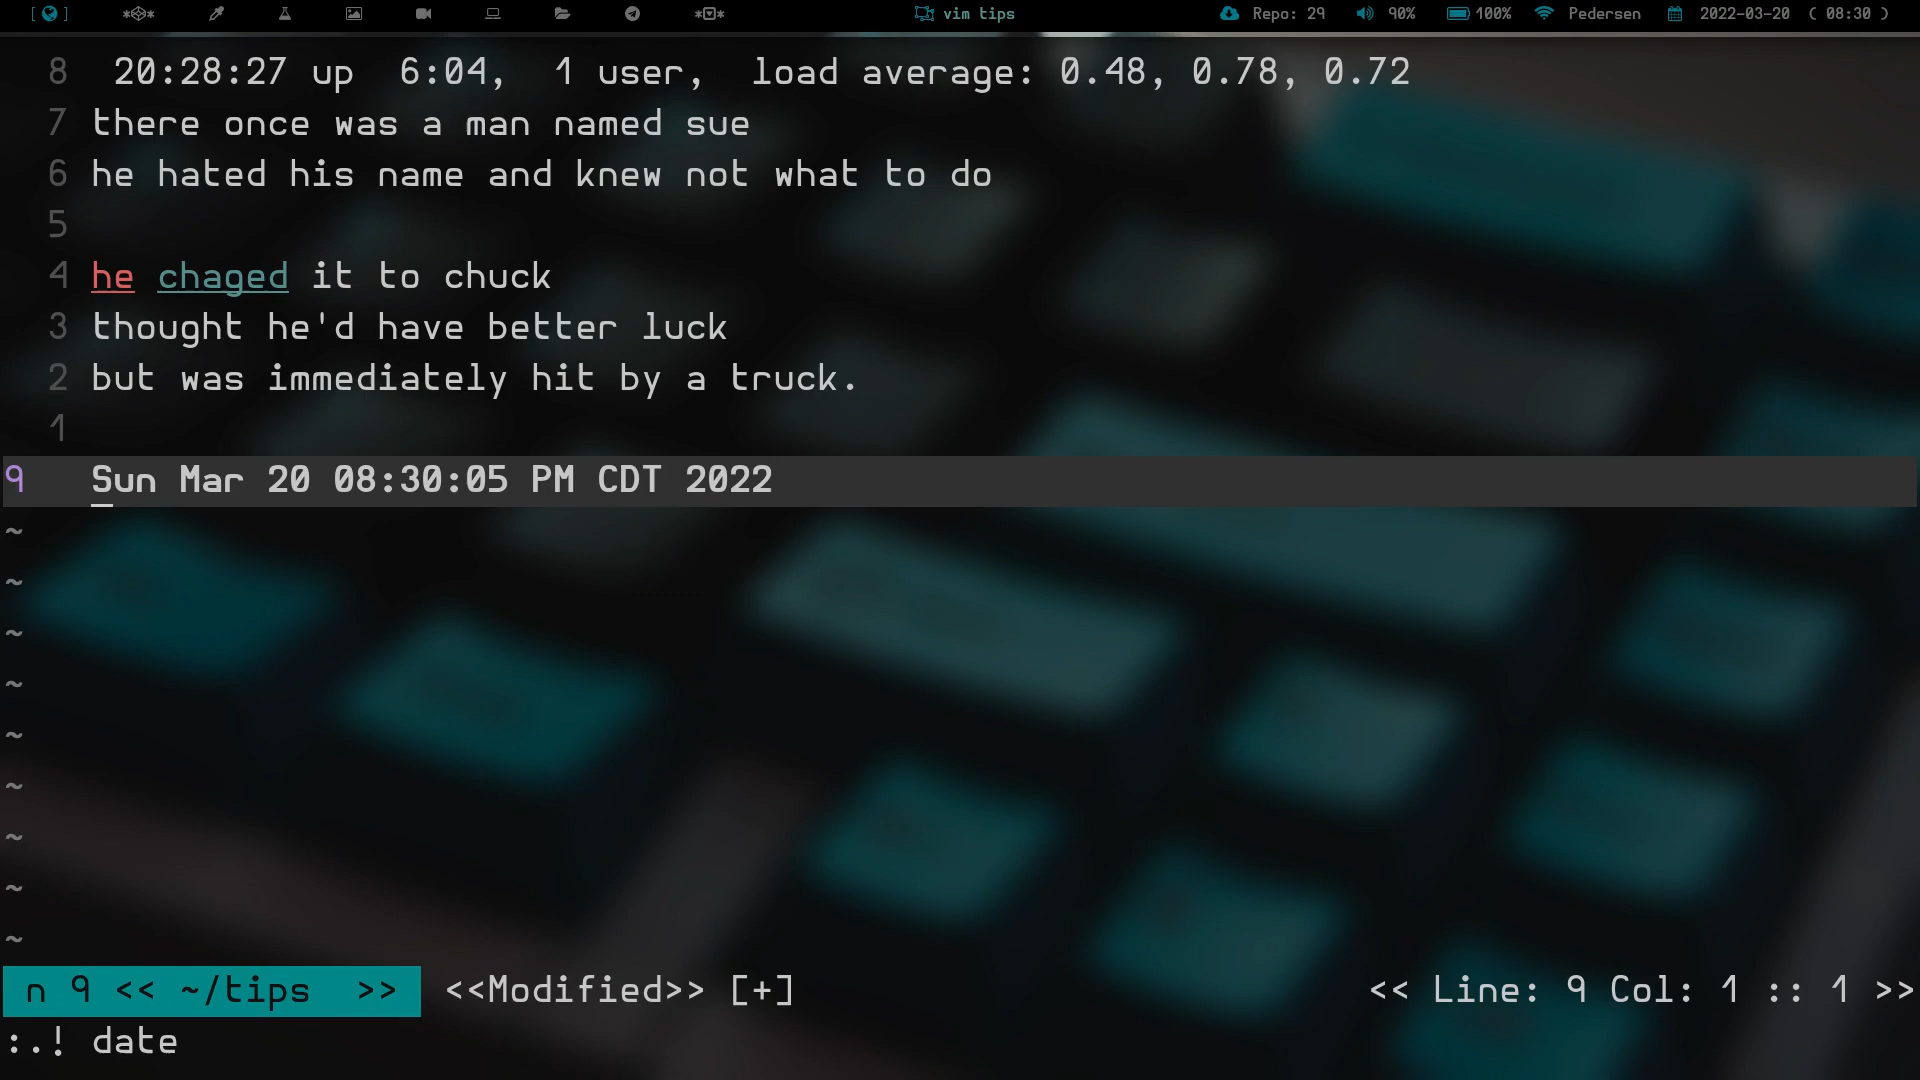 [ ] vim tips Repo: 29 90% 100% Pedersen 2022-03-20 ( 08:30 )
8 20:28:27 up  6:04,  1 user,  load average: 0.48, 0.78, 0.72
7 there once was a man named sue
6 he hated his name and knew not what to do
5
4 he chaged it to chuck
3 thought he'd have better luck
2 but was immediately hit by a truck.
1
9 Sun Mar 20 08:30:05 PM CDT 2022
~
~
~
~
~
~
~
~
~
n 9 << ~/tips >> <<Modified>> [+] << Line: 9 Col: 1 :: 1 >>
:.! date